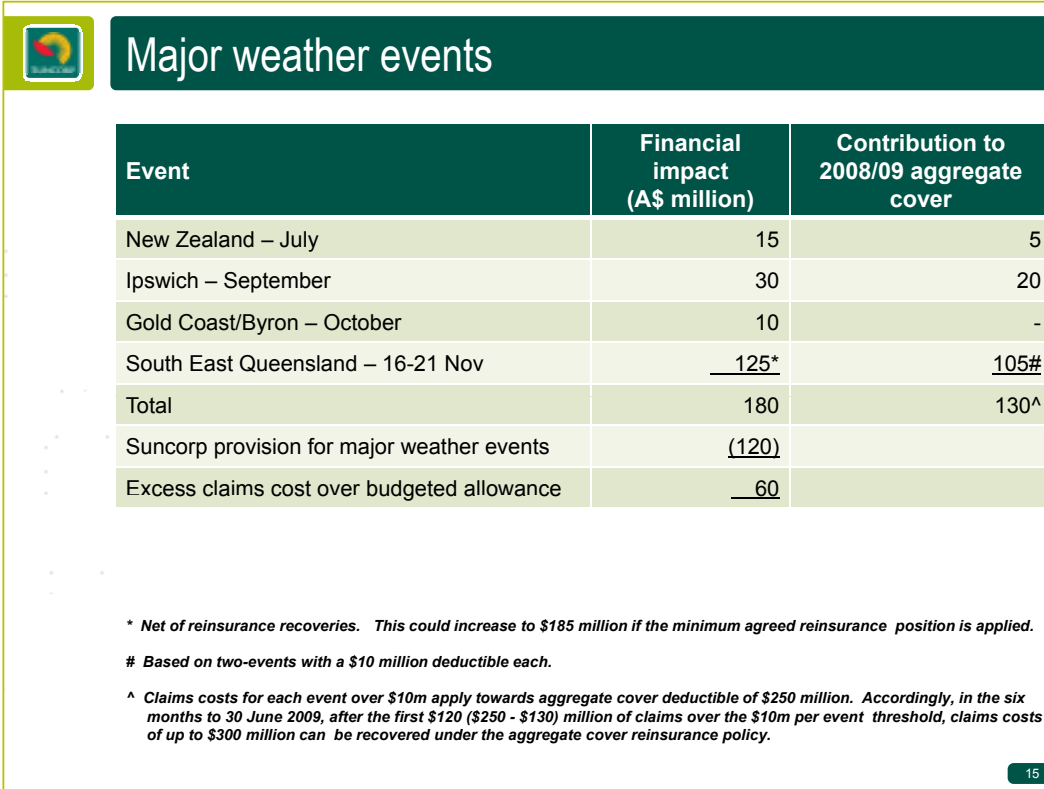 Major weather events
Event
Financial
impact
(A$ million)
Contribution to
2008/09 aggregate
cover
New Zealand – July 15 5
Ipswich – September 30 20
Gold Coast/Byron – October 10 -
South East Queensland – 16-21 Nov 125* 105#
Total 180 130^
Suncorp provision for major weather events (120)
Excess claims cost over budgeted allowance 60
* Net of reinsurance recoveries. This could increase to $185 million if the minimum agreed reinsurance position is applied.
# Based on two-events with a $10 million deductible each.
^ Claims costs for each event over $10m apply towards aggregate cover deductible of $250 million. Accordingly, in the six
months to 30 June 2009, after the first $120 ($250 - $130) million of claims over the $10m per event threshold, claims costs
of up to $300 million can be recovered under the aggregate cover reinsurance policy.
15